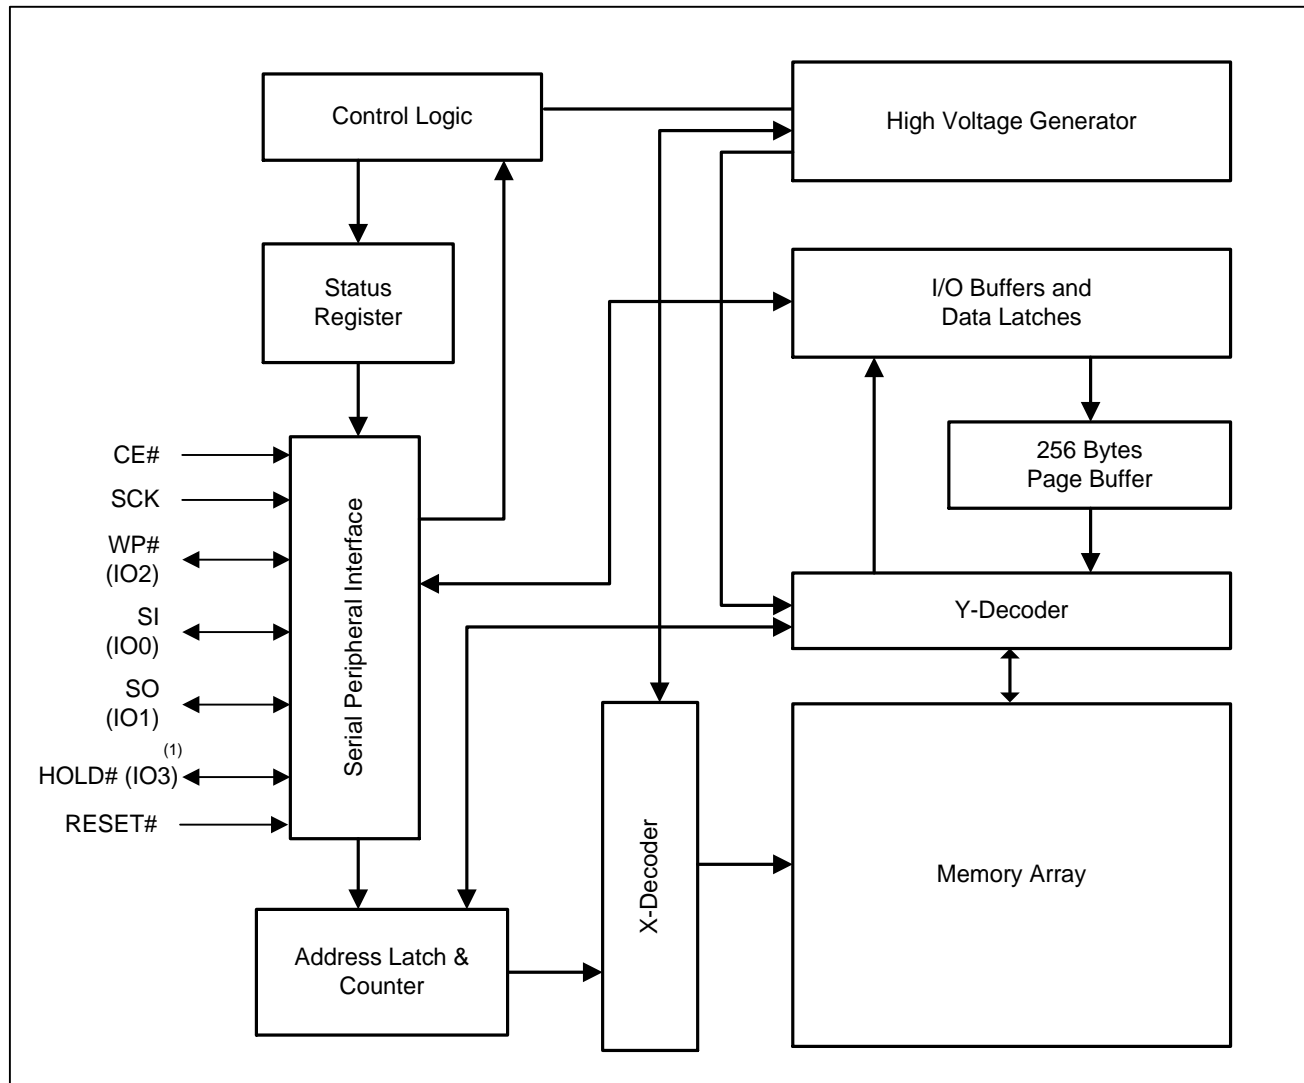 Control Logic
High Voltage Generator
Status
Register
I/O Buffers and
Data Latches
256 Bytes
Page Buffer
Y-Decoder
CE#
SCK
WP#
(IO2)
SI
(IO0)
SO
(IO1)
(1)
HOLD# (IO3)
RESET#
Serial Peripheral Interface
X-Decoder
Memory Array
Address Latch &
Counter